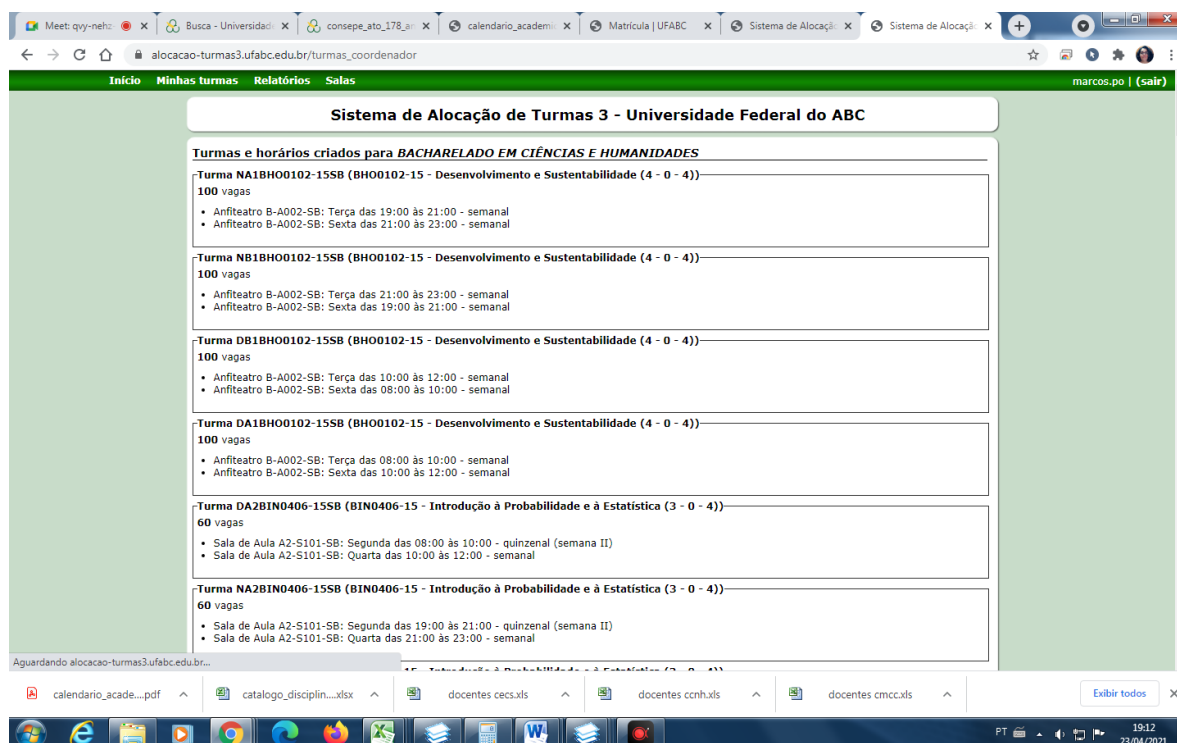 Meet: qvy-nehz
Busca - Universidad
consepe_ato_178_an
calendario_academi
Matrícula | UFABC
Sistema de Alocaçã
Sistema de Alocaçã
alocacao-turmas3.ufabc.edu.br/turmas_coordenador
Início Minhas turmas Relatórios Salas marcos.po | (sair)
Sistema de Alocação de Turmas 3 - Universidade Federal do ABC
Turmas e horários criados para BACHARELADO EM CIÊNCIAS E HUMANIDADES
Turma NA1BHO0102-15SB (BHO0102-15 - Desenvolvimento e Sustentabilidade (4 - 0 - 4))
100 vagas
• Anfiteatro B-A002-SB: Terça das 19:00 às 21:00 - semanal
• Anfiteatro B-A002-SB: Sexta das 21:00 às 23:00 - semanal
Turma NB1BHO0102-15SB (BHO0102-15 - Desenvolvimento e Sustentabilidade (4 - 0 - 4))
100 vagas
• Anfiteatro B-A002-SB: Terça das 21:00 às 23:00 - semanal
• Anfiteatro B-A002-SB: Sexta das 19:00 às 21:00 - semanal
Turma DB1BHO0102-15SB (BHO0102-15 - Desenvolvimento e Sustentabilidade (4 - 0 - 4))
100 vagas
• Anfiteatro B-A002-SB: Terça das 10:00 às 12:00 - semanal
• Anfiteatro B-A002-SB: Sexta das 08:00 às 10:00 - semanal
Turma DA1BHO0102-15SB (BHO0102-15 - Desenvolvimento e Sustentabilidade (4 - 0 - 4))
100 vagas
• Anfiteatro B-A002-SB: Terça das 08:00 às 10:00 - semanal
• Anfiteatro B-A002-SB: Sexta das 10:00 às 12:00 - semanal
Turma DA2BIN0406-15SB (BIN0406-15 - Introdução à Probabilidade e à Estatística (3 - 0 - 4))
60 vagas
• Sala de Aula A2-S101-SB: Segunda das 08:00 às 10:00 - quinzenal (semana II)
• Sala de Aula A2-S101-SB: Quarta das 10:00 às 12:00 - semanal
Turma NA2BIN0406-15SB (BIN0406-15 - Introdução à Probabilidade e à Estatística (3 - 0 - 4))
60 vagas
• Sala de Aula A2-S101-SB: Segunda das 19:00 às 21:00 - quinzenal (semana II)
• Sala de Aula A2-S101-SB: Quarta das 21:00 às 23:00 - semanal
Aguardando alocacao-turmas3.ufabc.edu.br...
15 - Introdução à Probabilidade e à Estatística (3 - 0 - 4))
calendario_acade....pdf
catalogo_disciplin....xlsx
docentes cecs.xls
docentes ccnh.xls
docentes cmcc.xls
Exibir todos
PT
19:12
23/04/2021